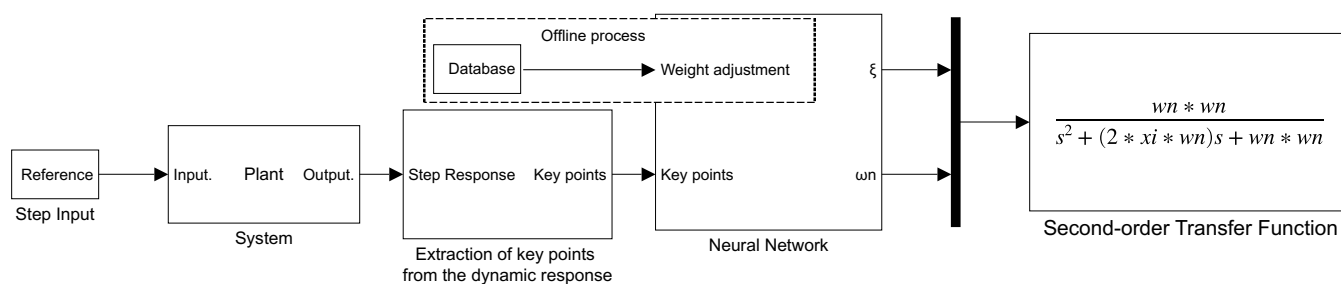 Offline process
Database
Weight adjustment
ξ
Reference
Step Input
Input. Plant Output.
System
Step Response Key points
Extraction of key points
from the dynamic response
Key points
ωn
Neural Network
wn * wn
s² + (2 * xi * wn)s + wn * wn
Second-order Transfer Function